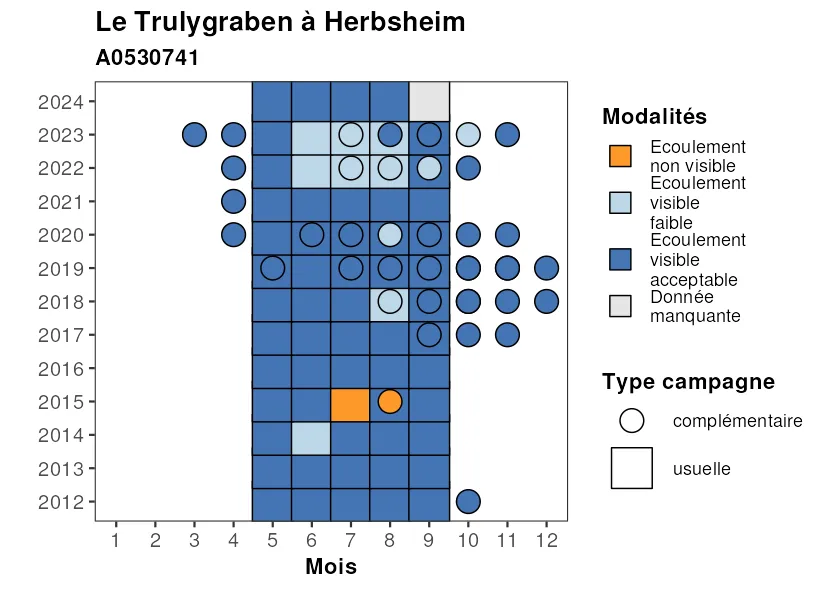 Le Trulygraben à Herbsheim
A0530741
2024
2023
2022
2021
2020
2019
2018
2017
2016
2015
2014
2013
2012
1 2 3 4 5 6 7 8 9 10 11 12
Mois
Modalités
Ecoulement
non visible
Ecoulement
visible
faible
Ecoulement
visible
acceptable
Donnée
manquante
Type campagne
complémentaire
usuelle